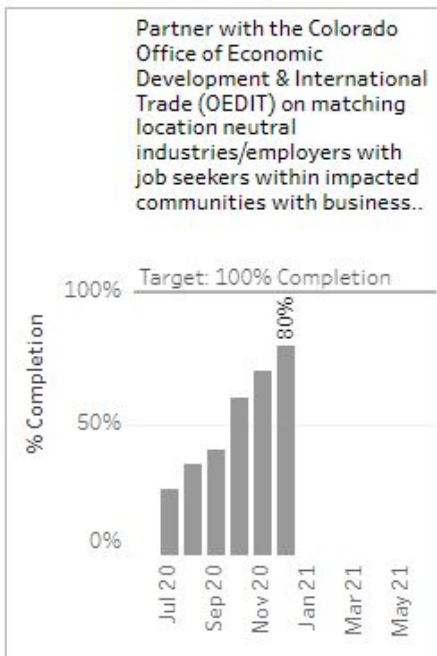 Partner with the Colorado
Office of Economic
Development & International
Trade (OEDIT) on matching
location neutral
industries/employers with
job seekers within impacted
communities with business..
Target: 100% Completion
100%
80%
50%
0%
% Completion
Jul 20
Sep 20
Nov 20
Jan 21
Mar 21
May 21